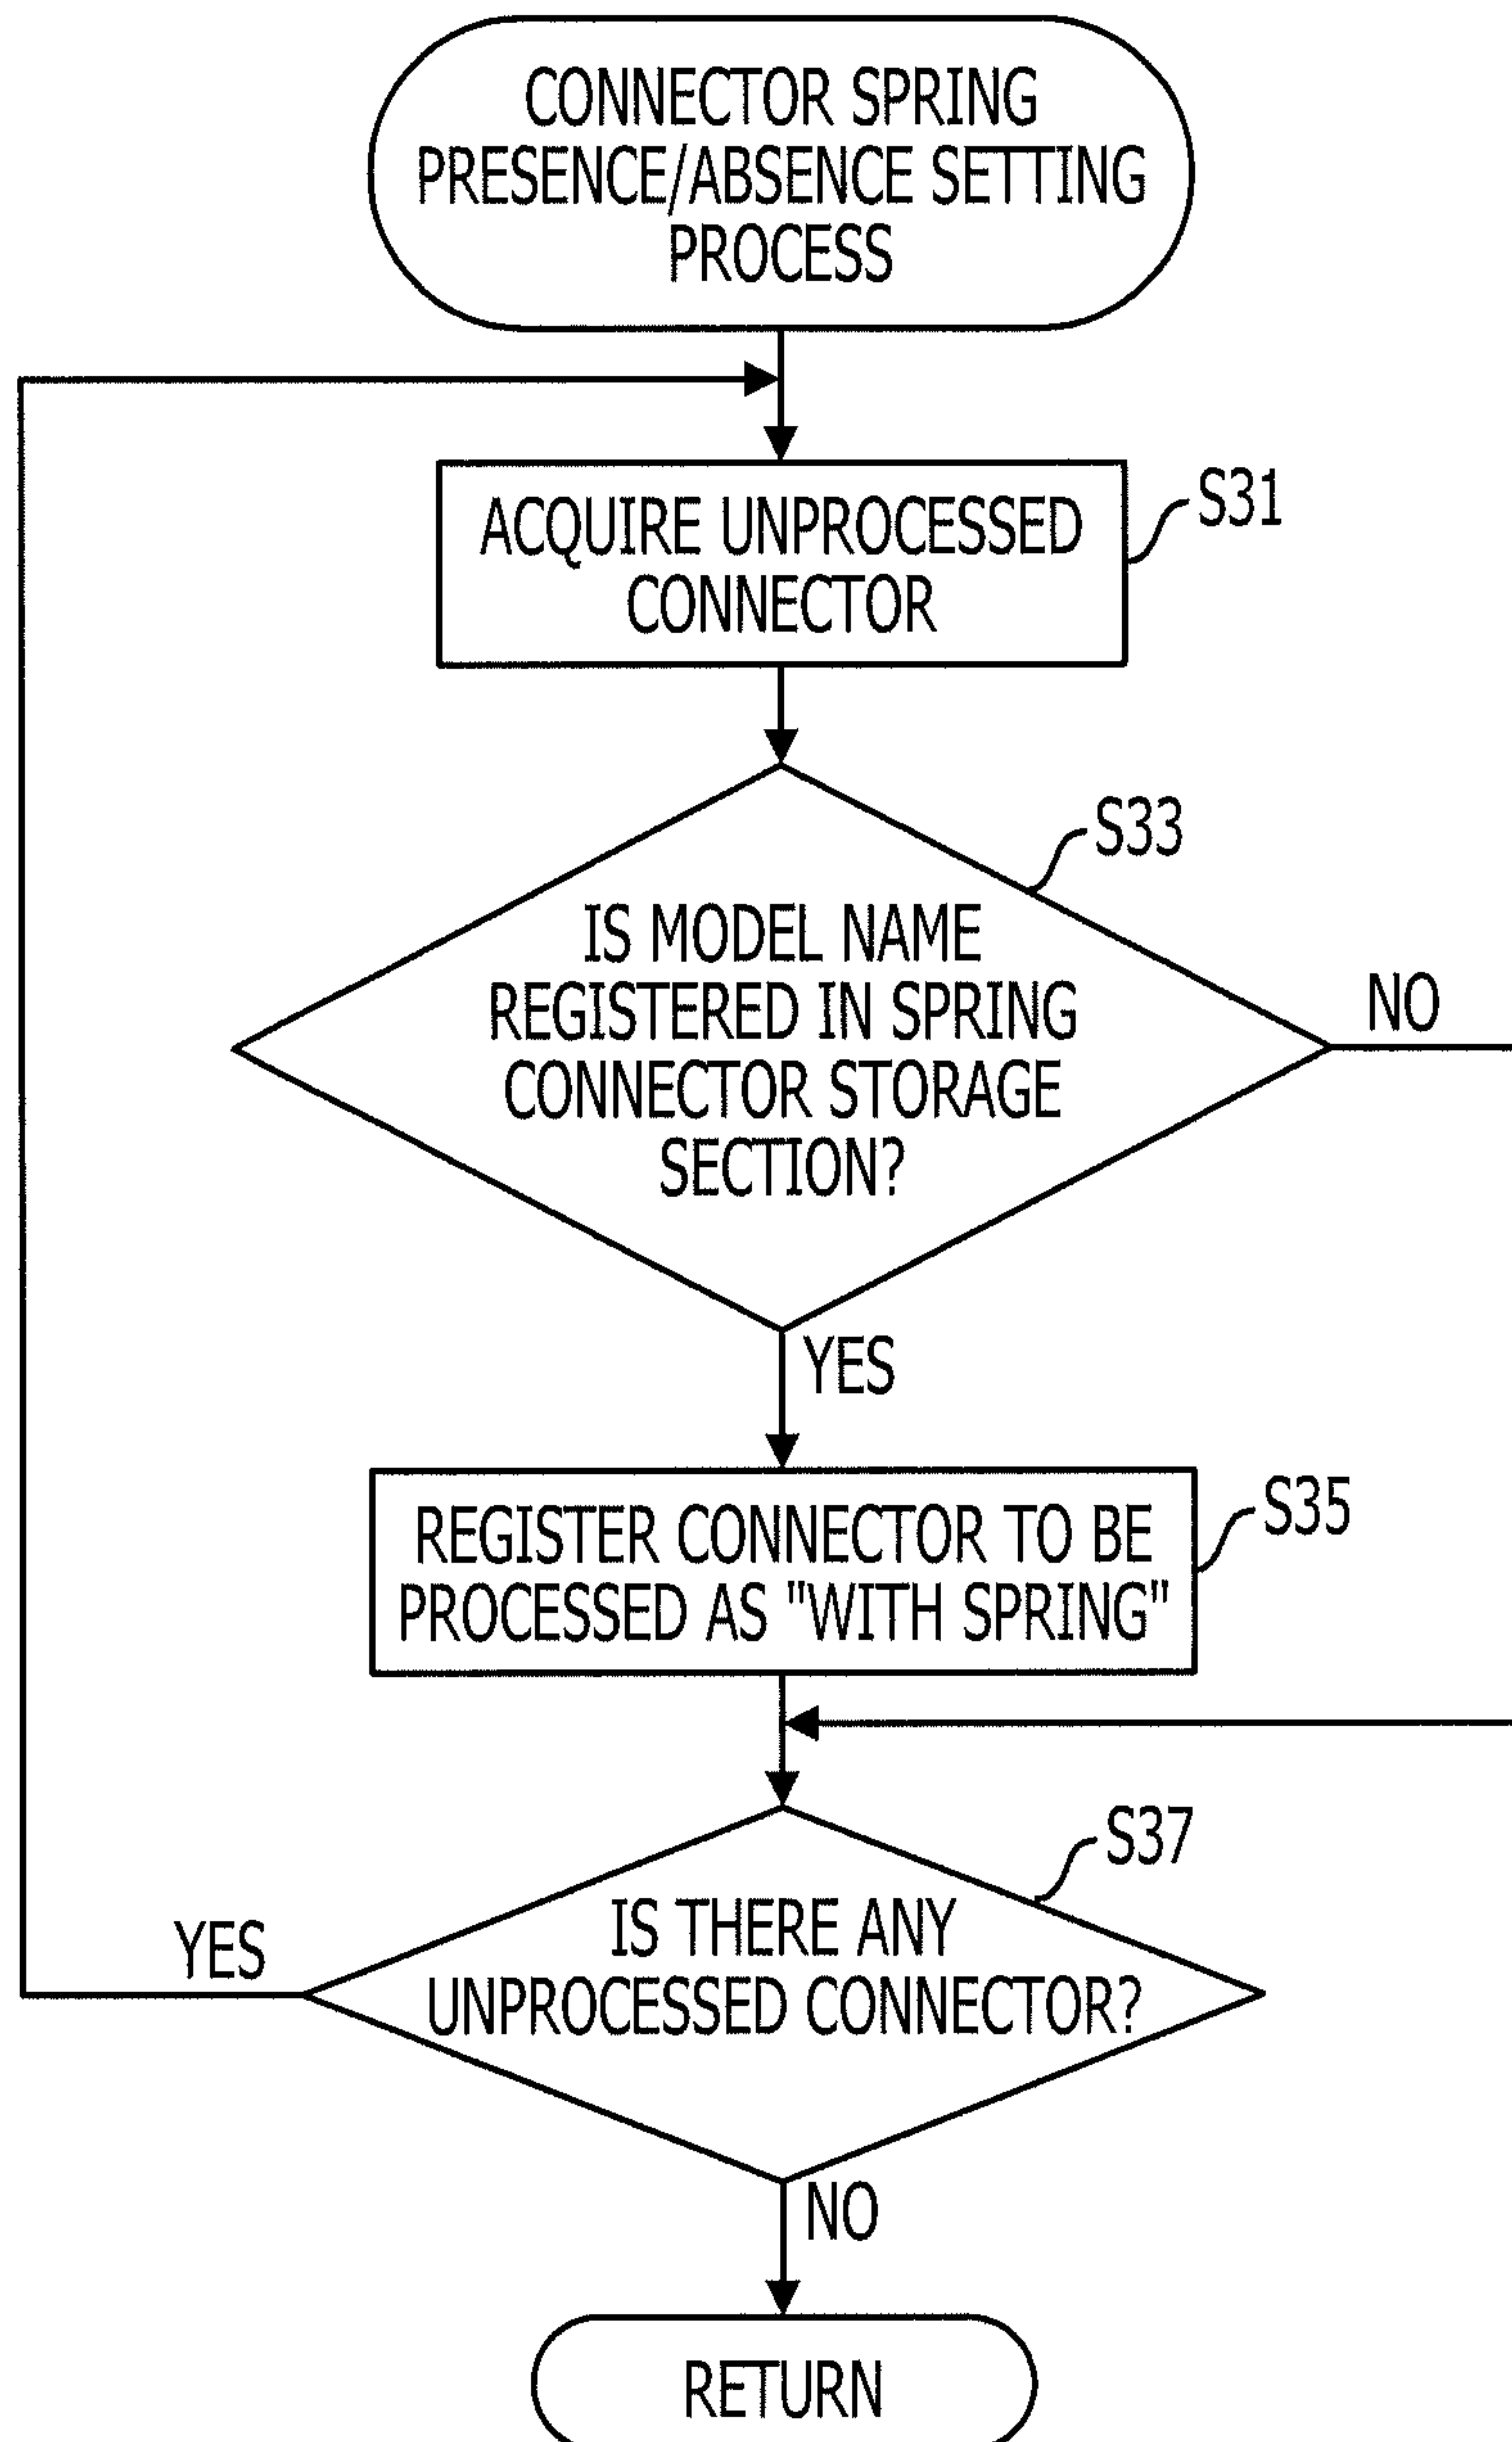 CONNECTOR SPRING
PRESENCE/ABSENCE SETTING
PROCESS
ACQUIRE UNPROCESSED
CONNECTOR
S31
S33
IS MODEL NAME
REGISTERED IN SPRING
CONNECTOR STORAGE
SECTION?
NO
YES
REGISTER CONNECTOR TO BE
PROCESSED AS "WITH SPRING"
S35
S37
IS THERE ANY
UNPROCESSED CONNECTOR?
YES
NO
RETURN